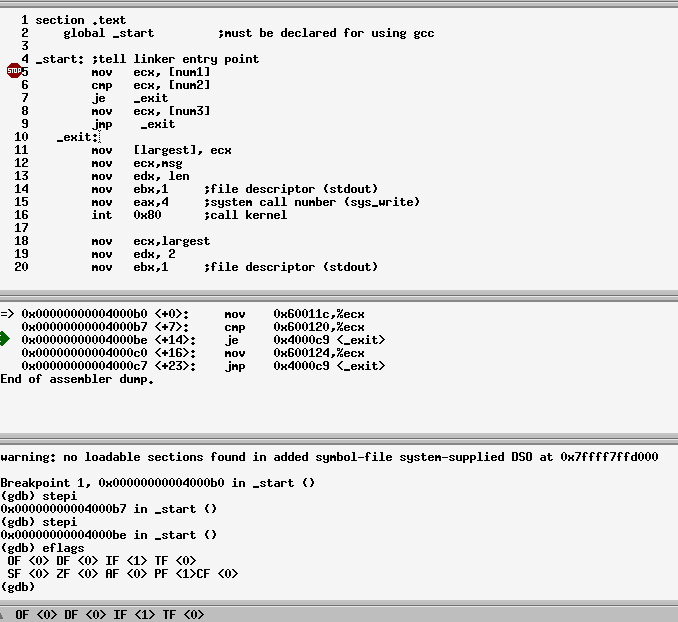 1 section .text
2     global _start         ;must be declared for using gcc
3
4 _start: ;tell linker entry point
STOP 5         mov   ecx, [num1]
6         cmp   ecx, [num2]
7         je    _exit
8         mov   ecx, [num3]
9         jmp    _exit
10    _exit:
11         mov   [largest], ecx
12         mov   ecx,msg
13         mov   edx, len
14         mov   ebx,1     ;file descriptor (stdout)
15         mov   eax,4     ;system call number (sys_write)
16         int   0x80      ;call kernel
17
18         mov   ecx,largest
19         mov   edx, 2
20         mov   ebx,1     ;file descriptor (stdout)
=> 0x00000000004000b0 <+0>:     mov    0x60011c,%ecx
0x00000000004000b7 <+7>:     cmp    0x600120,%ecx
0x00000000004000be <+14>:    je     0x4000c9 <_exit>
0x00000000004000c0 <+16>:    mov    0x600124,%ecx
0x00000000004000c7 <+23>:    jmp    0x4000c9 <_exit>
End of assembler dump.
warning: no loadable sections found in added symbol-file system-supplied DSO at 0x7ffff7ffd000
Breakpoint 1, 0x00000000004000b0 in _start ()
(gdb) stepi
0x00000000004000b7 in _start ()
(gdb) stepi
0x00000000004000be in _start ()
(gdb) eflags
OF <0> DF <0> IF <1> TF <0>
SF <0> ZF <0> AF <0> PF <1>CF <0>
(gdb)
OF <0> DF <0> IF <1> TF <0>